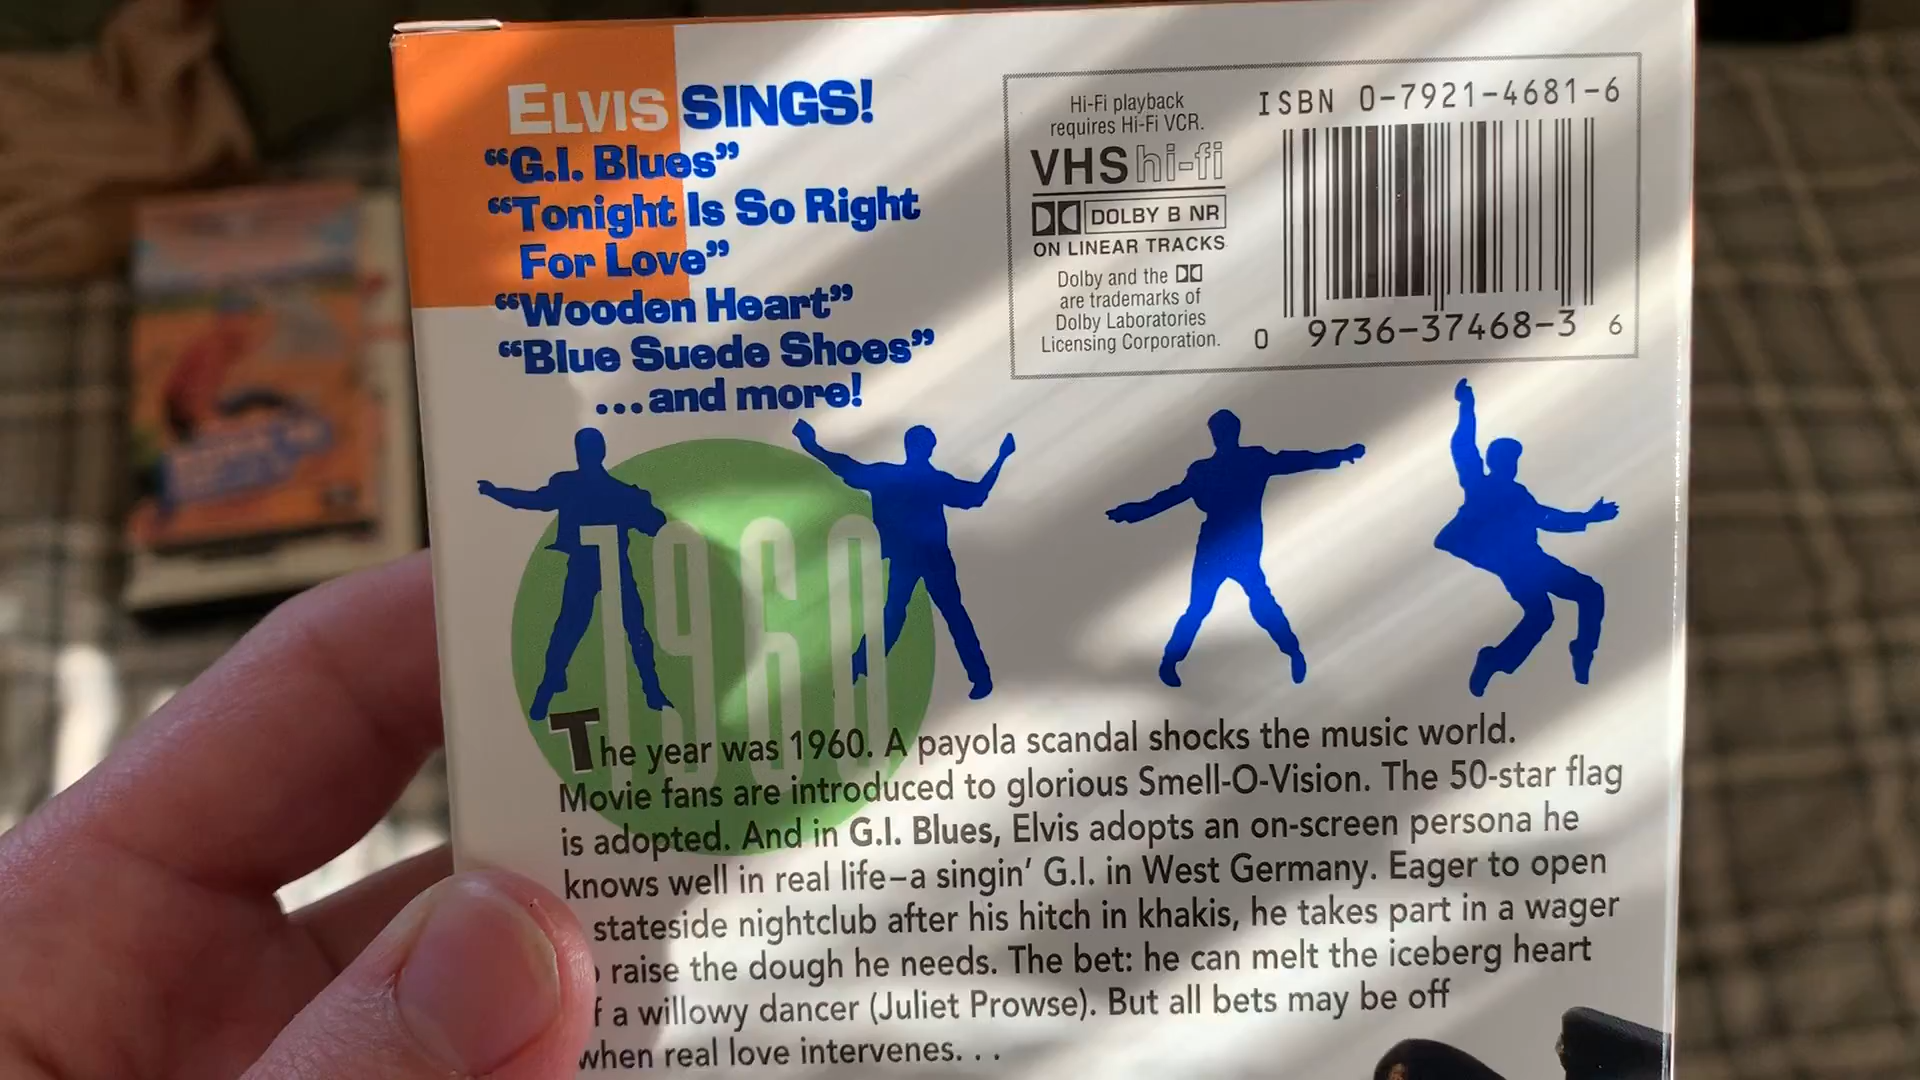 ELVIS SINGS!
“G.I. Blues”
“Tonight Is So Right
For Love”
“Wooden Heart”
“Blue Suede Shoes”
...and more!
Hi-Fi playback
requires Hi-Fi VCR.
VHS hi-fi
DOLBY B NR
ON LINEAR TRACKS
Dolby and the
are trademarks of
Dolby Laboratories
Licensing Corporation.
ISBN 0-7921-4681-6
0 9736-37468-3 6
1960
The year was 1960. A payola scandal shocks the music world.
Movie fans are introduced to glorious Smell-O-Vision. The 50-star flag
is adopted. And in G.I. Blues, Elvis adopts an on-screen persona he
knows well in real life–a singin’ G.I. in West Germany. Eager to open
stateside nightclub after his hitch in khakis, he takes part in a wager
raise the dough he needs. The bet: he can melt the iceberg heart
a willowy dancer (Juliet Prowse). But all bets may be off
when real love intervenes. . .